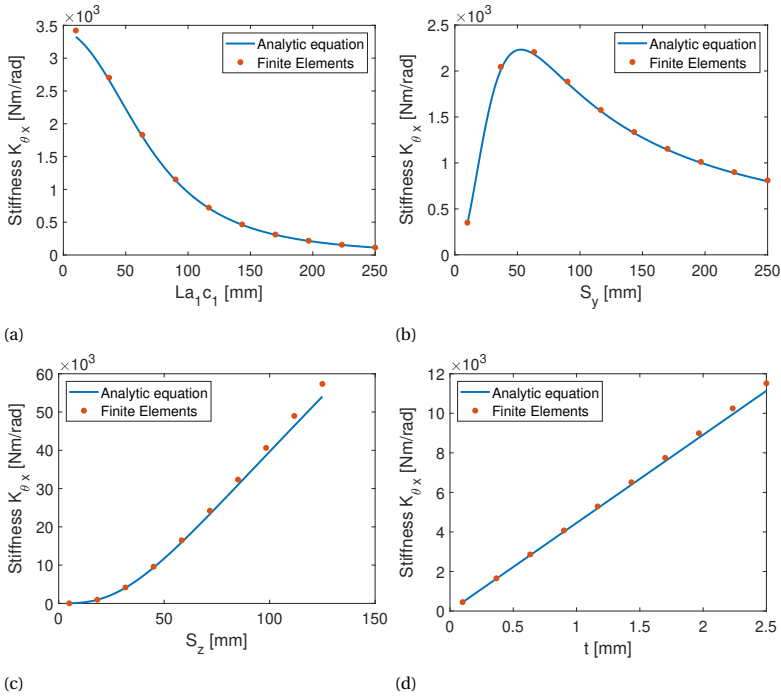 ×10³
3.5
3
2.5
2
1.5
1
0.5
0
0 50 100 150 200 250
Stiffness K_θ x [Nm/rad]
La₁c₁ [mm]
Analytic equation
Finite Elements
(a)
×10³
2.5
2
1.5
1
0.5
0
0 50 100 150 200 250
Stiffness K_θ x [Nm/rad]
S_y [mm]
Analytic equation
Finite Elements
(b)
×10³
60
50
40
30
20
10
0
0 50 100 150
Stiffness K_θ x [Nm/rad]
S_z [mm]
Analytic equation
Finite Elements
(c)
×10³
12
10
8
6
4
2
0
0 0.5 1 1.5 2 2.5
Stiffness K_θ x [Nm/rad]
t [mm]
Analytic equation
Finite Elements
(d)